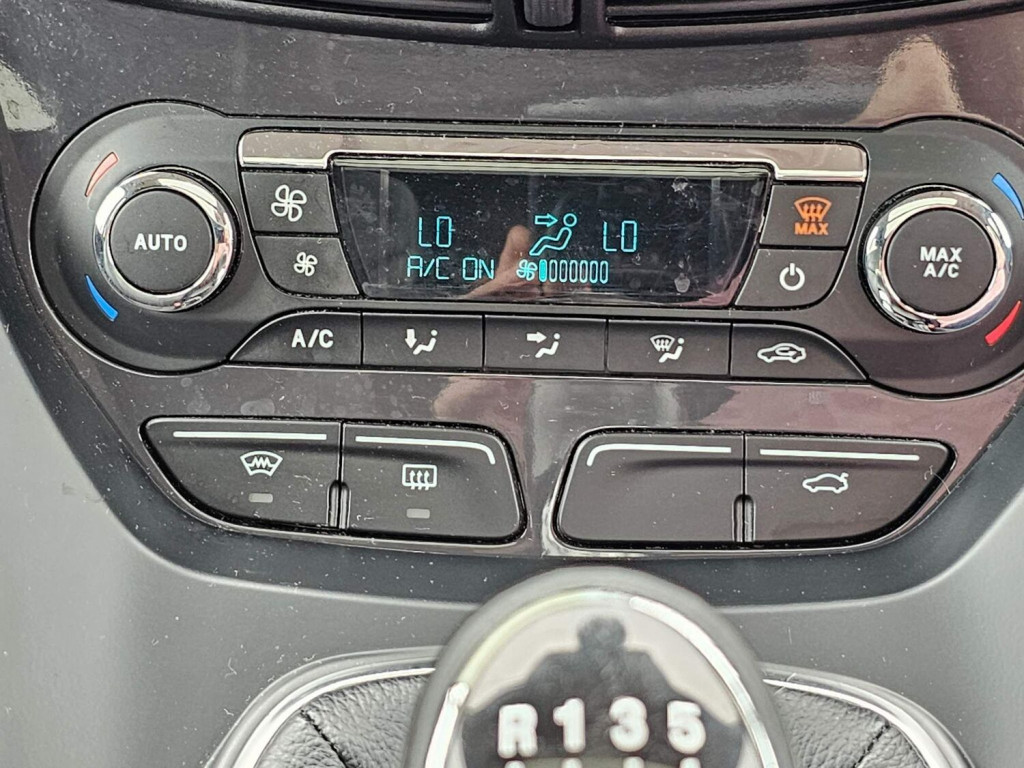 AUTO
LO LO
A/C ON
MAX
MAX
A/C
A/C
R 1 3 5